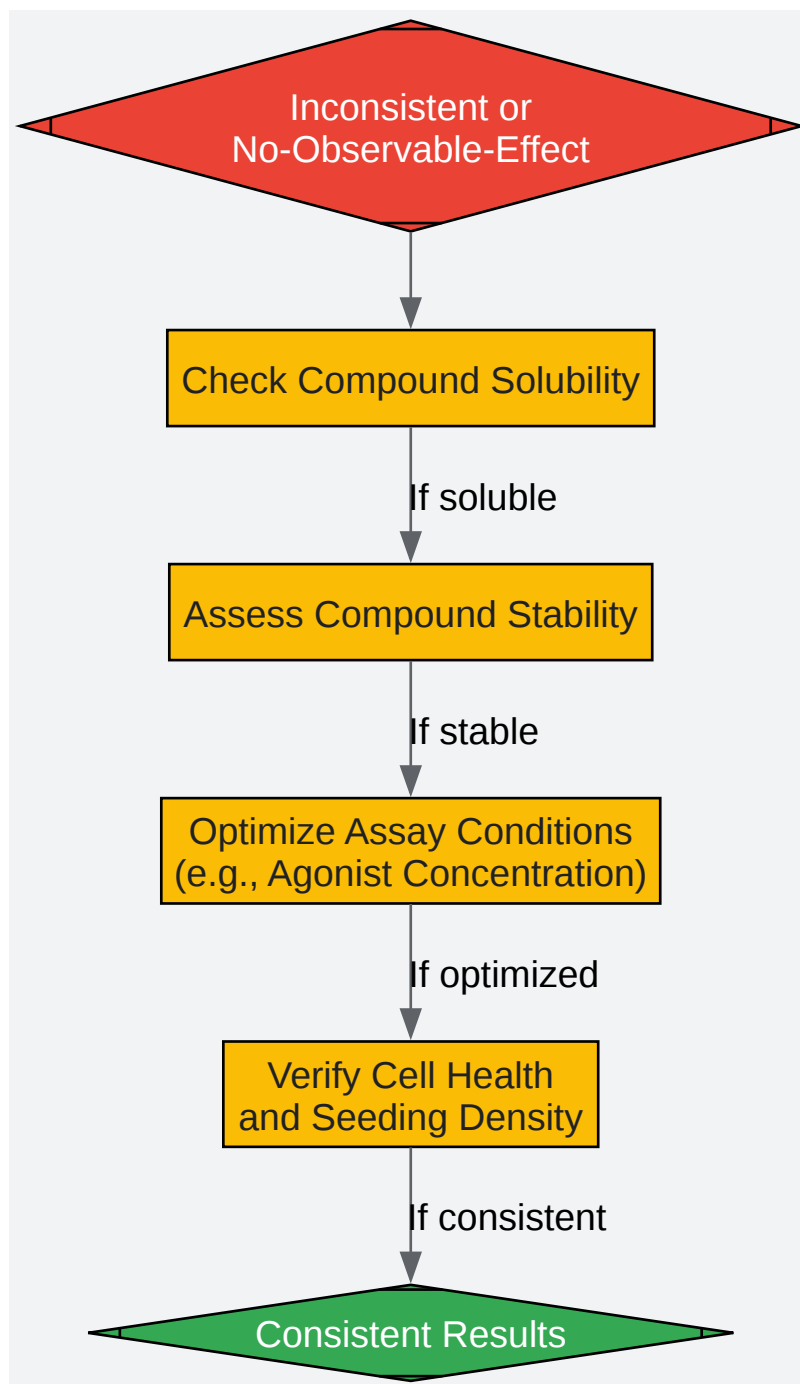 Inconsistent or
No-Observable-Effect
Check Compound Solubility
If soluble
Assess Compound Stability
If stable
Optimize Assay Conditions
(e.g., Agonist Concentration)
If optimized
Verify Cell Health
and Seeding Density
If consistent
Consistent Results